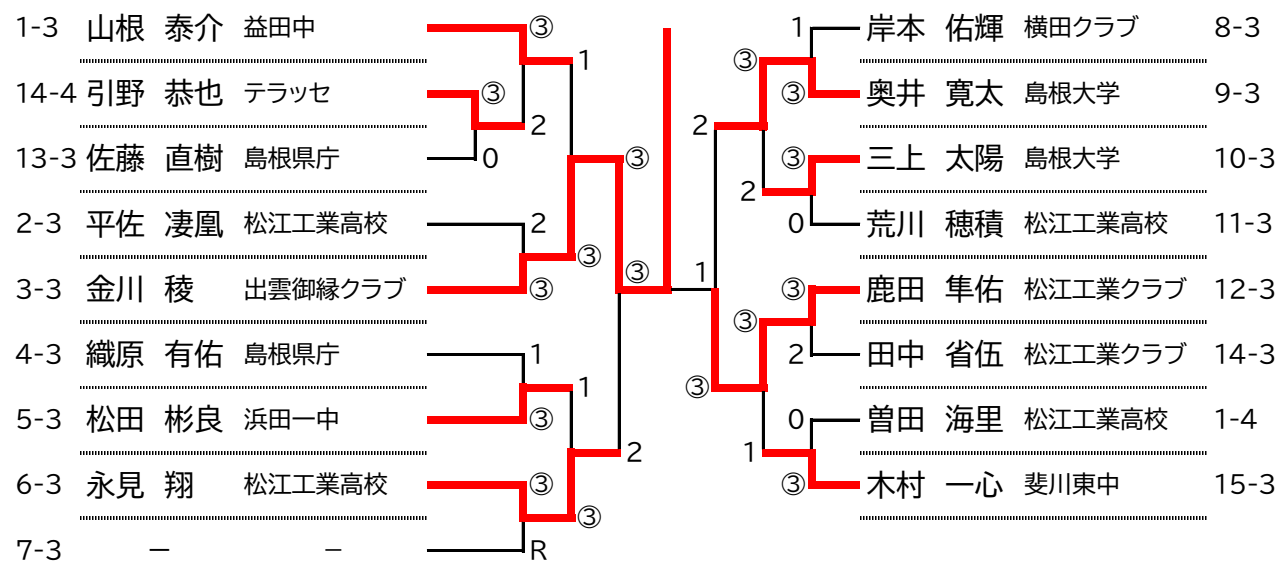 1-3 山根 泰介 益田中 ③
1
14-4 引野 恭也 テラッセ ③
2
13-3 佐藤 直樹 島根県庁 0
③
2-3 平佐 凄凰 松江工業高校 2
③
3-3 金川 稜 出雲御縁クラブ ③
③
4-3 織原 有佑 島根県庁 1
1
5-3 松田 彬良 浜田一中 ③
2
6-3 永見 翔 松江工業高校 ③
③
7-3 － － R
1 岸本 佑輝 横田クラブ 8-3
③
③ 奥井 寛太 島根大学 9-3
2
③ 三上 太陽 島根大学 10-3
2
0 荒川 穂積 松江工業高校 11-3
1
③ 鹿田 隼佑 松江工業クラブ 12-3
③
2 田中 省伍 松江工業クラブ 14-3
③
0 曽田 海里 松江工業高校 1-4
1
③ 木村 一心 斐川東中 15-3